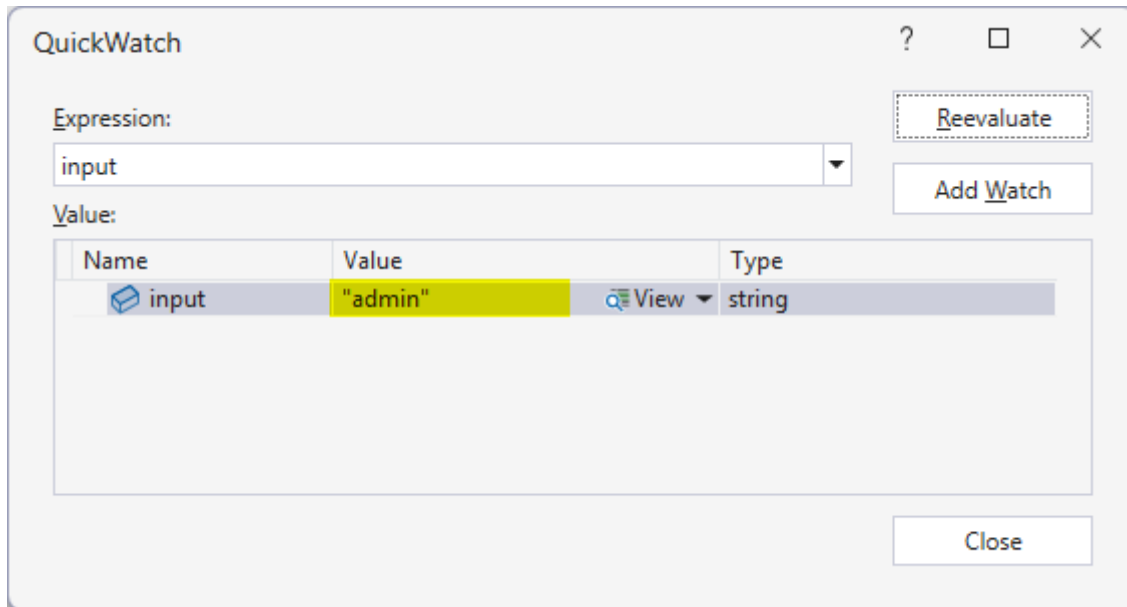 QuickWatch ?
Expression:
Reevaluate
input
Add Watch
Value:
Name Value Type
input "admin" View string
Close